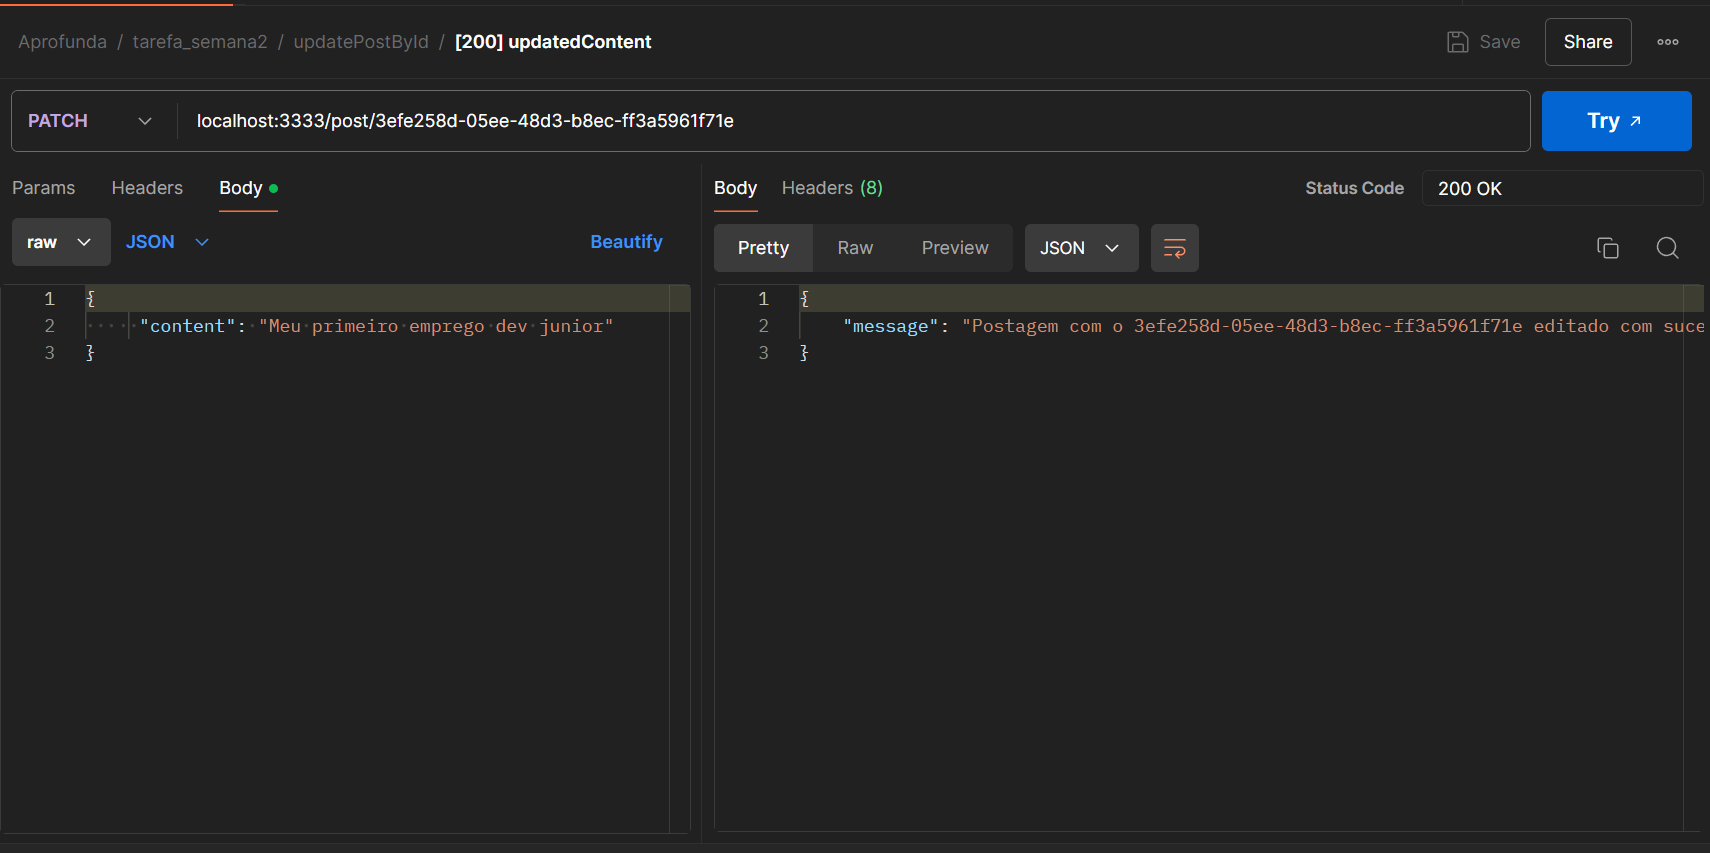 Aprofunda / tarefa_semana2 / updatePostById / [200] updatedContent
Save
Share
PATCH
localhost:3333/post/3efe258d-05ee-48d3-b8ec-ff3a5961f71e
Try
Params Headers Body
raw JSON Beautify
1 {
2 "content": "Meu primeiro emprego dev junior"
3 }
Body Headers (8)
Status Code 200 OK
Pretty Raw Preview JSON
1 {
2 "message": "Postagem com o 3efe258d-05ee-48d3-b8ec-ff3a5961f71e editado com suce
3 }